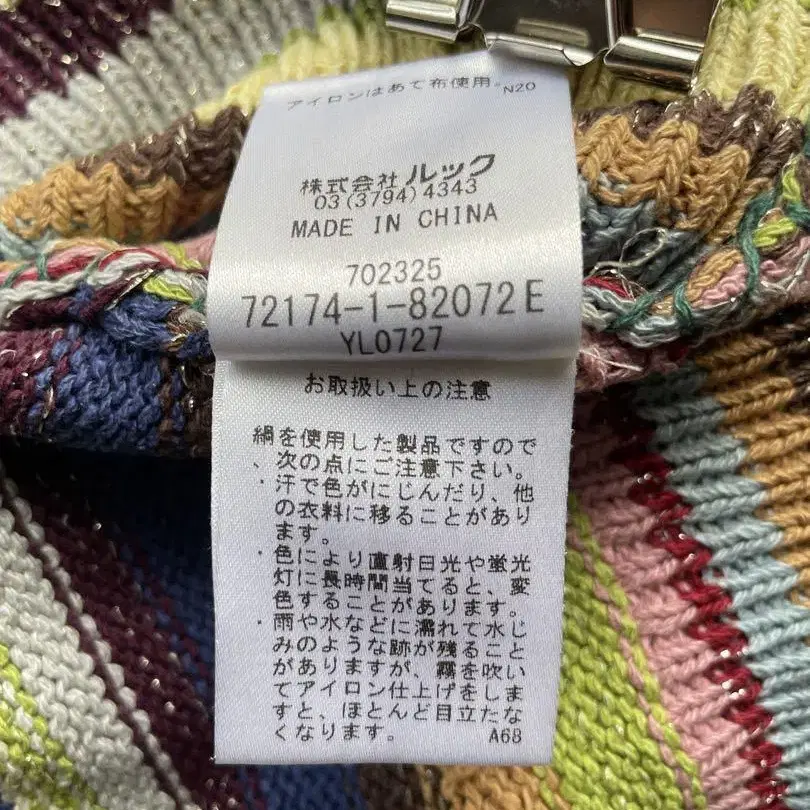 アイロンはあて布使用。N20
株式会社ルック
03(3794)4343
MADE IN CHINA
702325
72174-1-82072E
YL0727
お取扱い上の注意
絹を使用した製品ですので
、次の点にご注意下さい。
・汗で色がにじんだり、他
の衣料に移ることがあり
ます。
・色により直射日光や蛍光
灯に長時間当てると、変
色することがあります。
・雨や水などに濡れて水じ
みのような跡が残ること
がありますが、霧を吹い
てアイロン仕上げをしま
すと、ほとんど目立たな
くなります。 A68